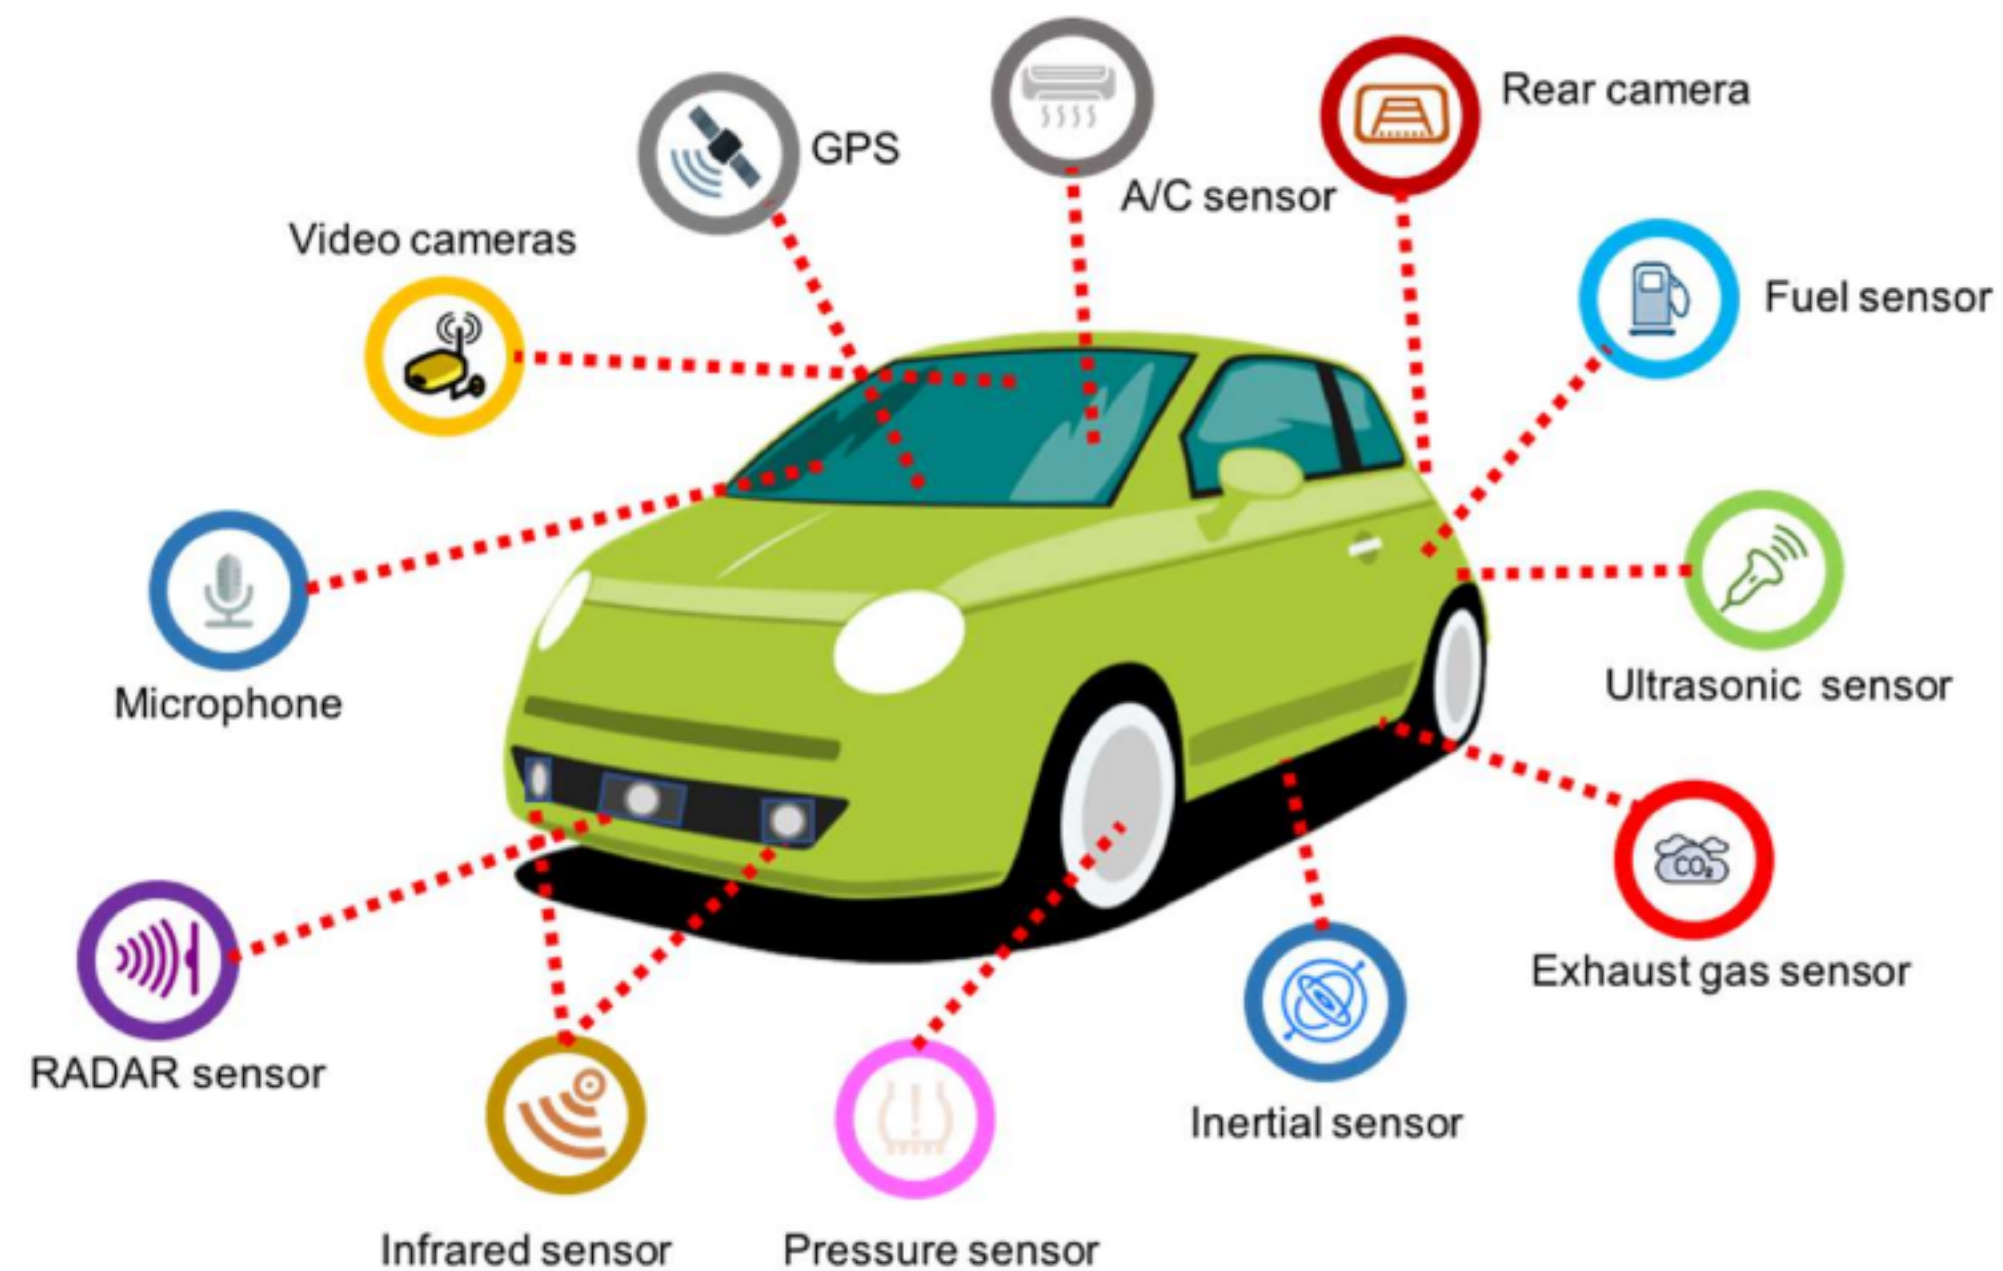 Rear camera
GPS
A/C sensor
Video cameras
Fuel sensor
Ultrasonic sensor
Microphone
CO₂
Exhaust gas sensor
RADAR sensor
Inertial sensor
Infrared sensor
Pressure sensor